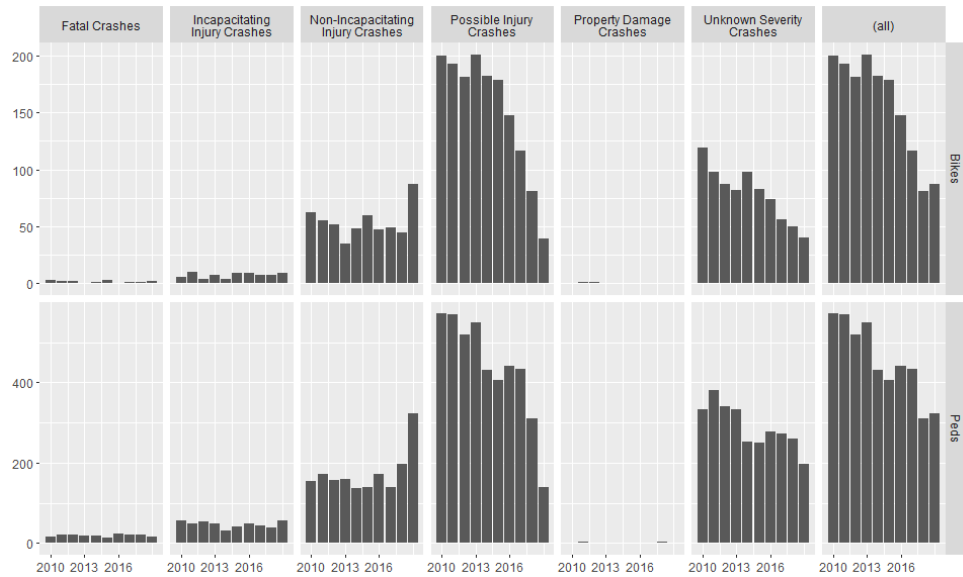 Fatal Crashes
Incapacitating
Injury Crashes
Non-Incapacitating
Injury Crashes
Possible Injury
Crashes
Property Damage
Crashes
Unknown Severity
Crashes
(all)
200
150
100
50
0
Bikes
400
200
0
Peds
2010 2013 2016
2010 2013 2016
2010 2013 2016
2010 2013 2016
2010 2013 2016
2010 2013 2016
2010 2013 2016